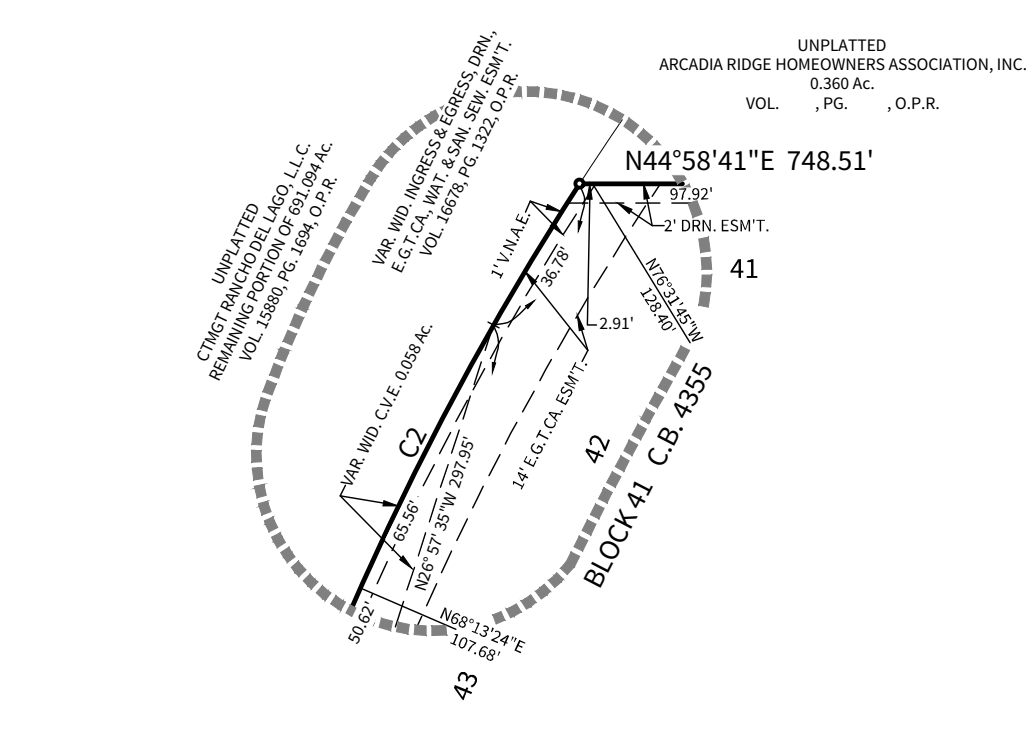 UNPLATTED
ARCADIA RIDGE HOMEOWNERS ASSOCIATION, INC.
0.360 Ac.
VOL.       , PG.       , O.P.R.
VAR. WID. INGRESS & EGRESS, DRN.,
E.G.T.CA., WAT. & SAN. SEW. ESM'T.
VOL. 16678, PG. 1322, O.P.R.
UNPLATTED
CTMGT RANCHO DEL LAGO, L.L.C.
REMAINING PORTION OF 691.094 Ac.
VOL. 15880, PG. 1694, O.P.R.
N44°58'41"E 748.51'
97.92'
2' DRN. ESM'T.
1' V.N.A.E.
36.78'
41
N76°31'45"W
128.40'
2.91'
VAR. WID. C.V.E. 0.058 Ac.
C2
14' E.G.T.CA. ESM'T.
42
BLOCK 41 C.B. 4355
65.56'
N26°57'35"W 297.95'
50.62'
N68°13'24"E
107.68'
43